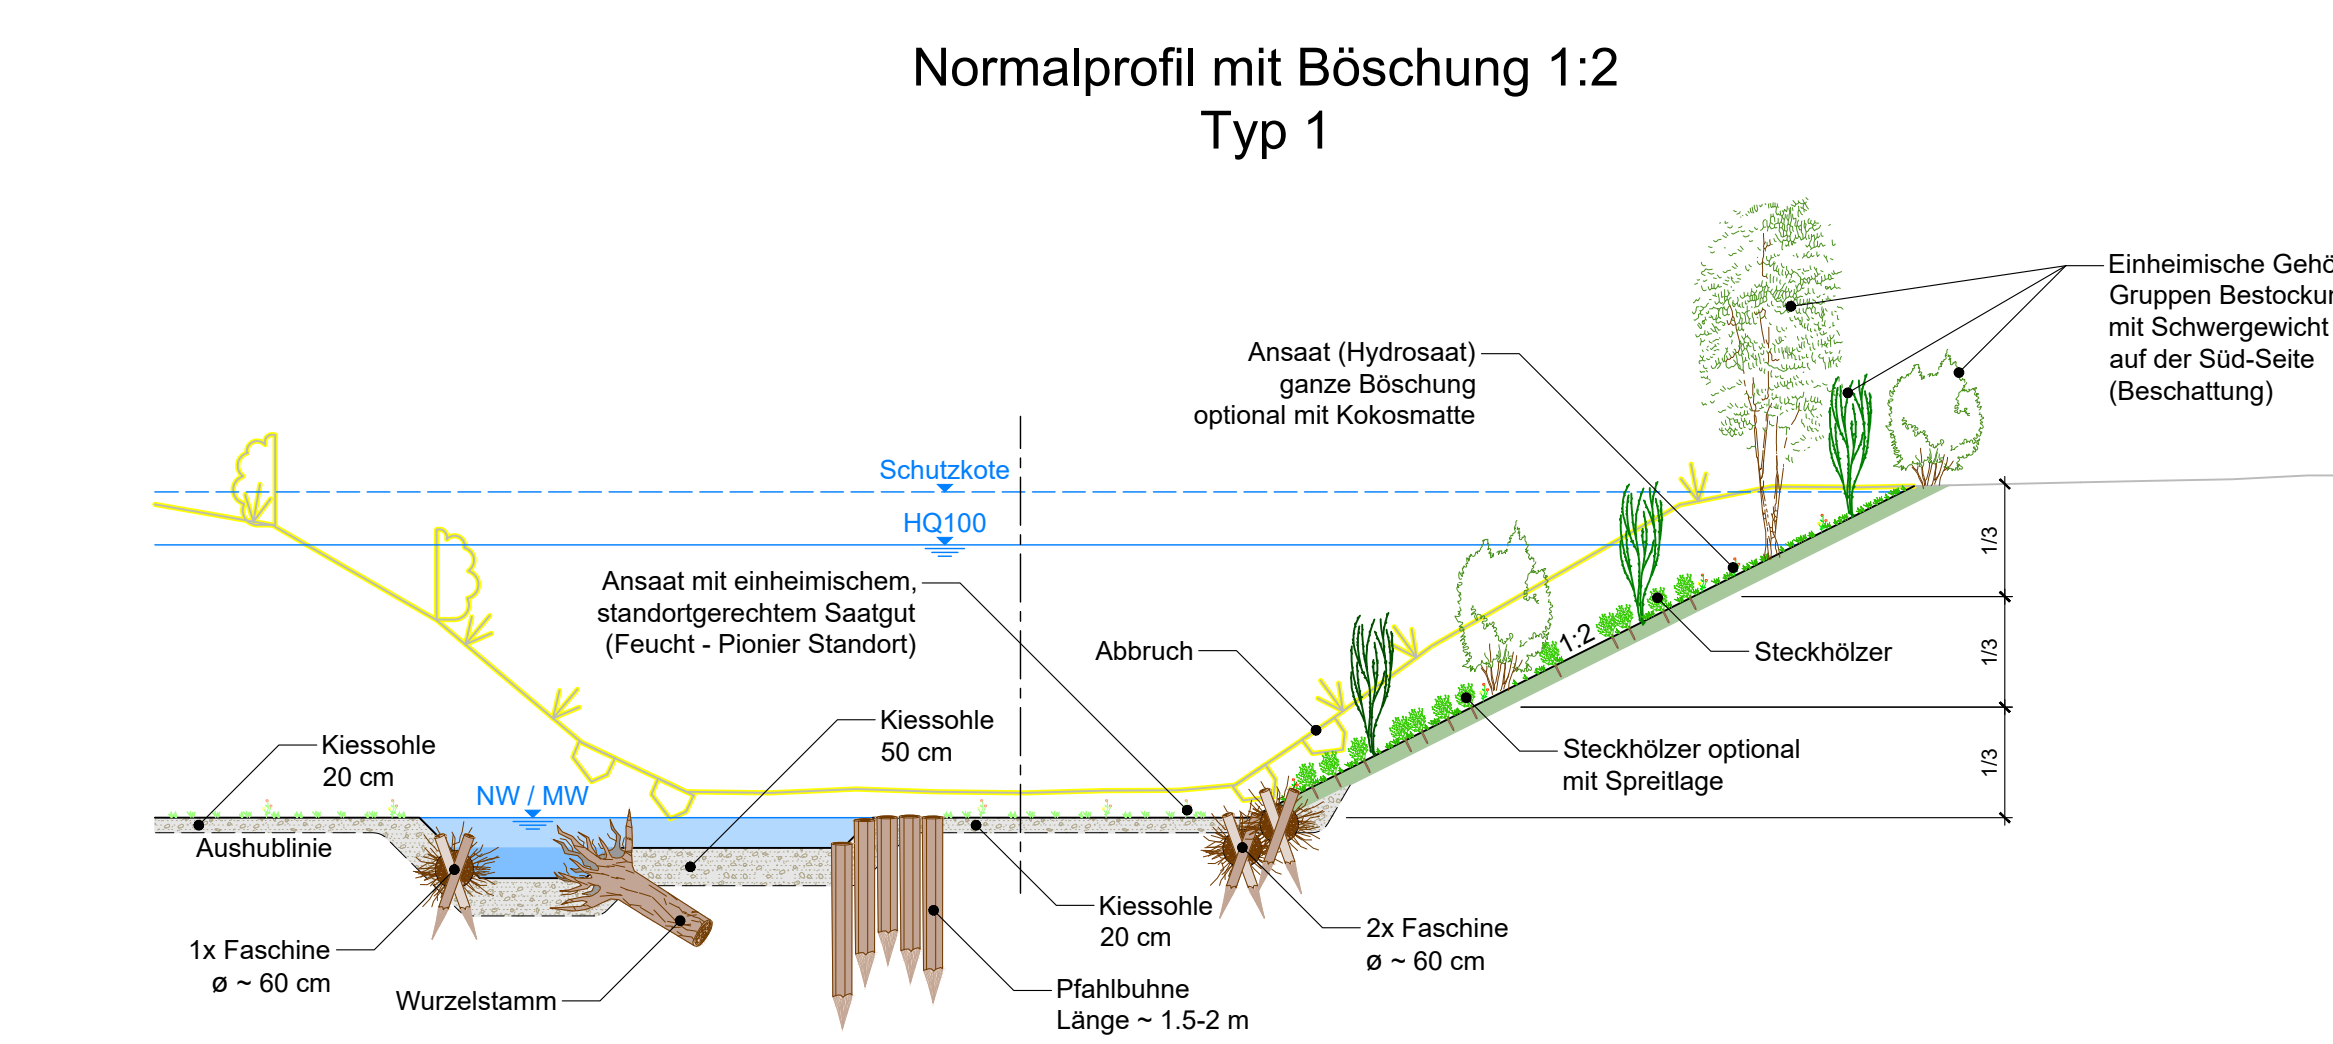 Normalprofil mit Böschung 1:2
Typ 1
Einheimische Gehö
Gruppen Bestockun
mit Schwergewicht
auf der Süd-Seite
(Beschattung)
Ansaat (Hydrosaat)
ganze Böschung
optional mit Kokosmatte
Schutzkote
HQ100
Ansaat mit einheimischem,
standortgerechtem Saatgut
(Feucht - Pionier Standort)
Abbruch
1:2
Steckhölzer
1/3
1/3
1/3
Steckhölzer optional
mit Spreitlage
Kiessohle
50 cm
Kiessohle
20 cm
NW / MW
Aushublinie
1x Faschine
ø ~ 60 cm
Wurzelstamm
Kiessohle
20 cm
2x Faschine
ø ~ 60 cm
Pfahlbuhne
Länge ~ 1.5-2 m